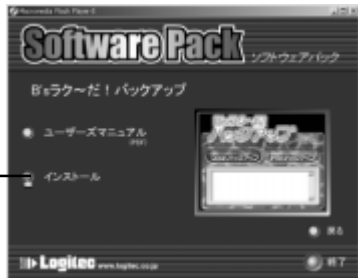 Macromedia Flash Player 6
Software Pack
ソフトウェアパック
B'sラク〜だ!バックアップ
ユーザーズマニュアル
(PDF)
インストール
戻る
Logitec www.logitec.co.jp
終了